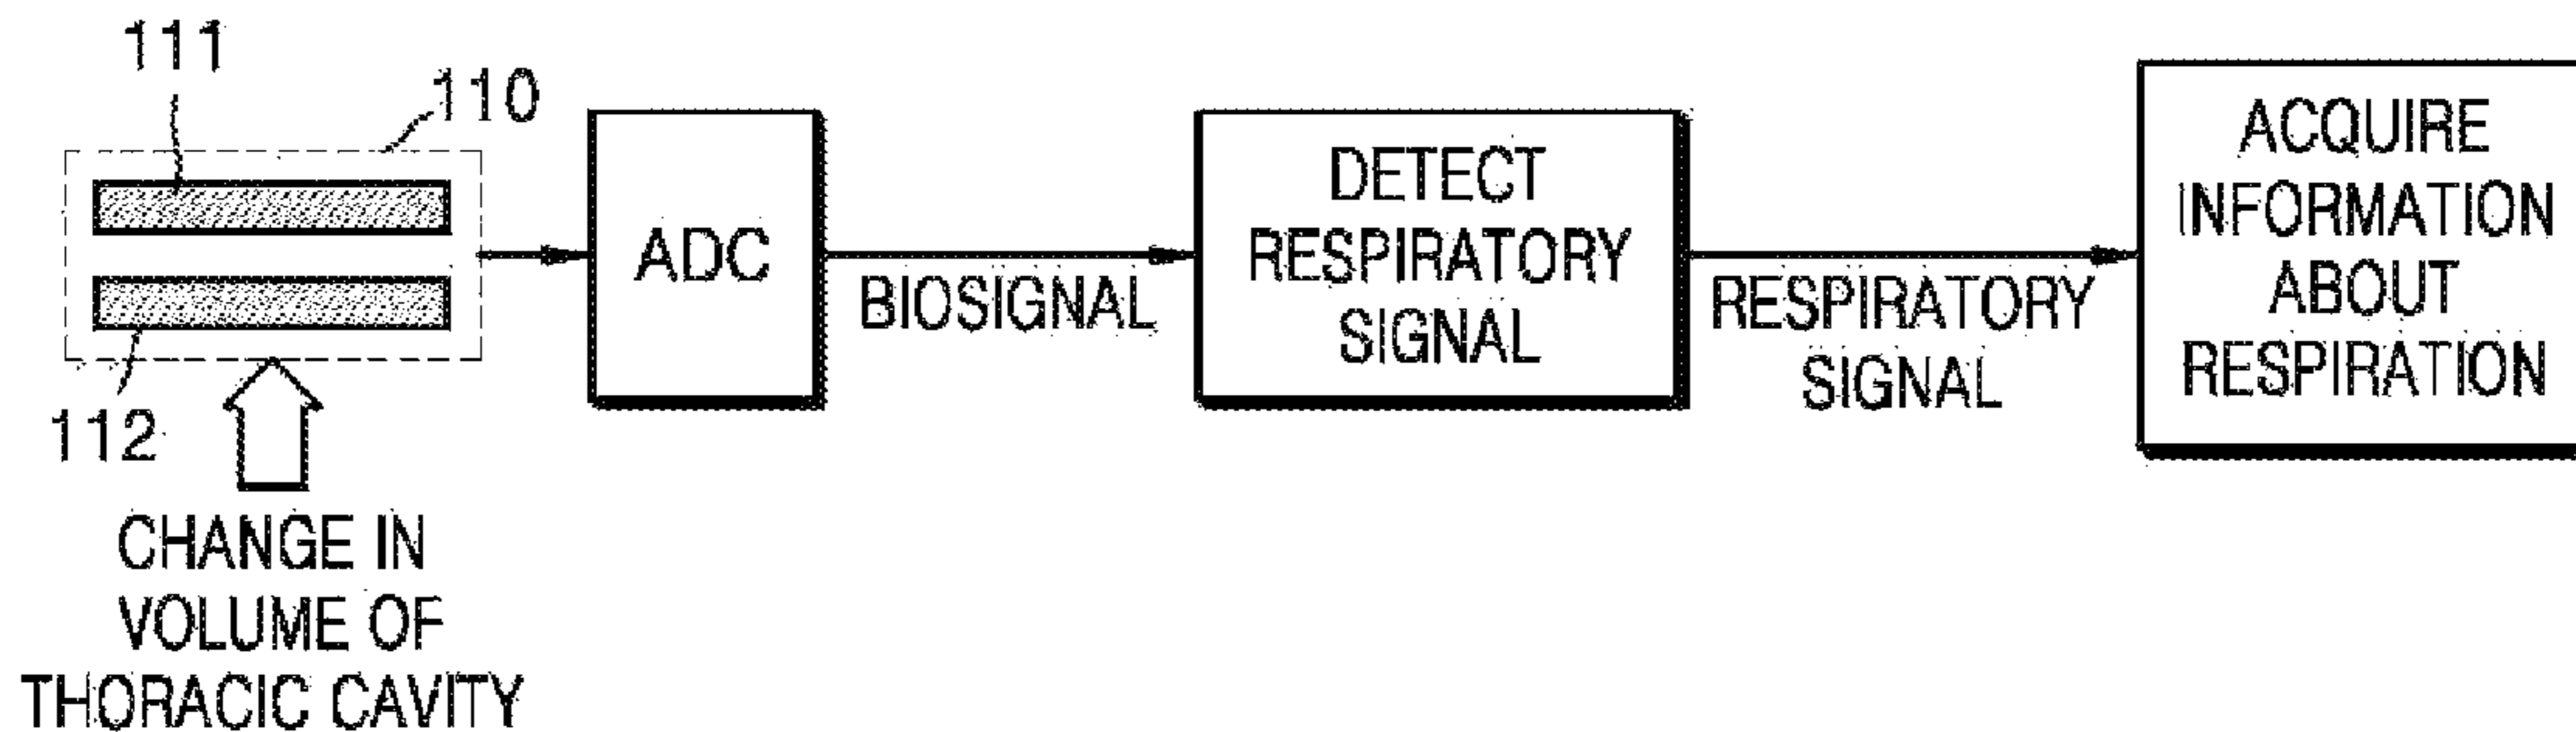 111
110
112
CHANGE IN
VOLUME OF
THORACIC CAVITY
ADC
BIOSIGNAL
DETECT
RESPIRATORY
SIGNAL
RESPIRATORY
SIGNAL
ACQUIRE
INFORMATION
ABOUT
RESPIRATION